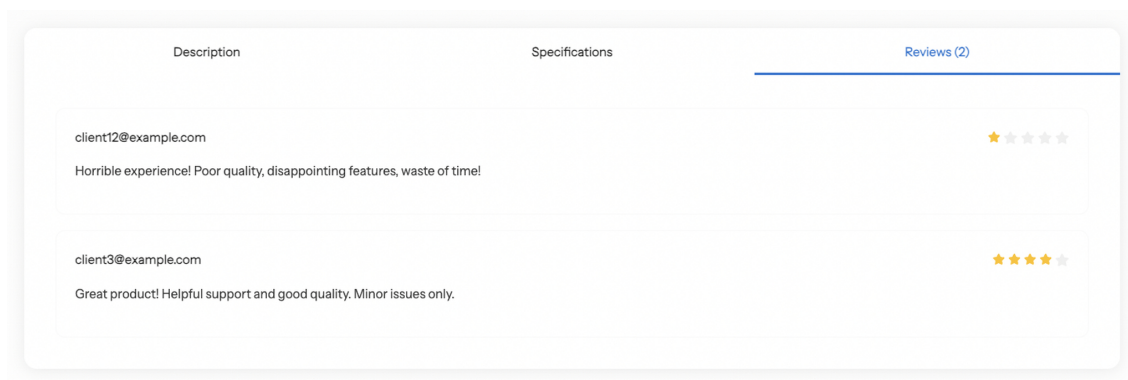 Description
Specifications
Reviews (2)
client12@example.com
Horrible experience! Poor quality, disappointing features, waste of time!
client3@example.com
Great product! Helpful support and good quality. Minor issues only.